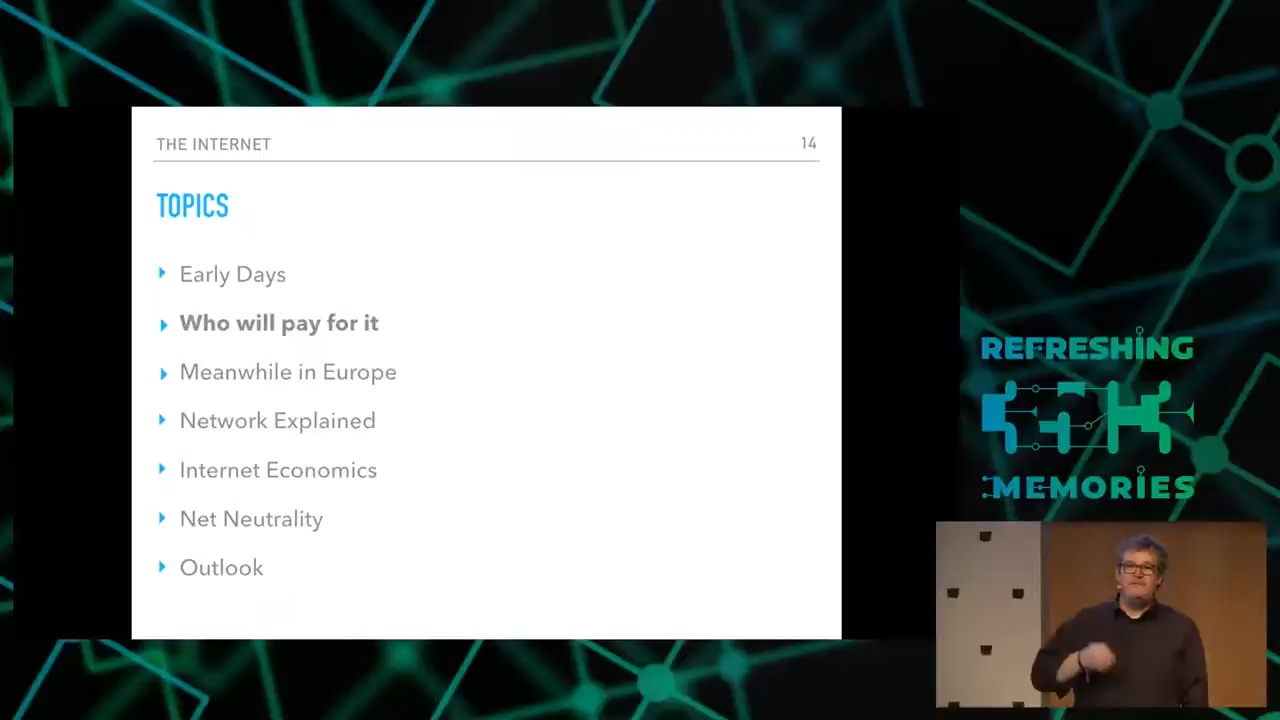 THE INTERNET
14
TOPICS
Early Days
Who will pay for it
Meanwhile in Europe
Network Explained
Internet Economics
Net Neutrality
Outlook
REFRESHING
35C3
MEMORIES